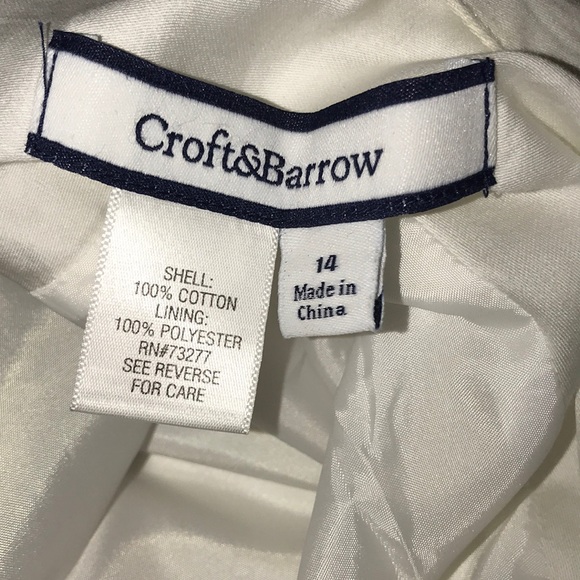 Croft&Barrow
14
Made in
China
SHELL:
100% COTTON
LINING:
100% POLYESTER
RN#73277
SEE REVERSE
FOR CARE